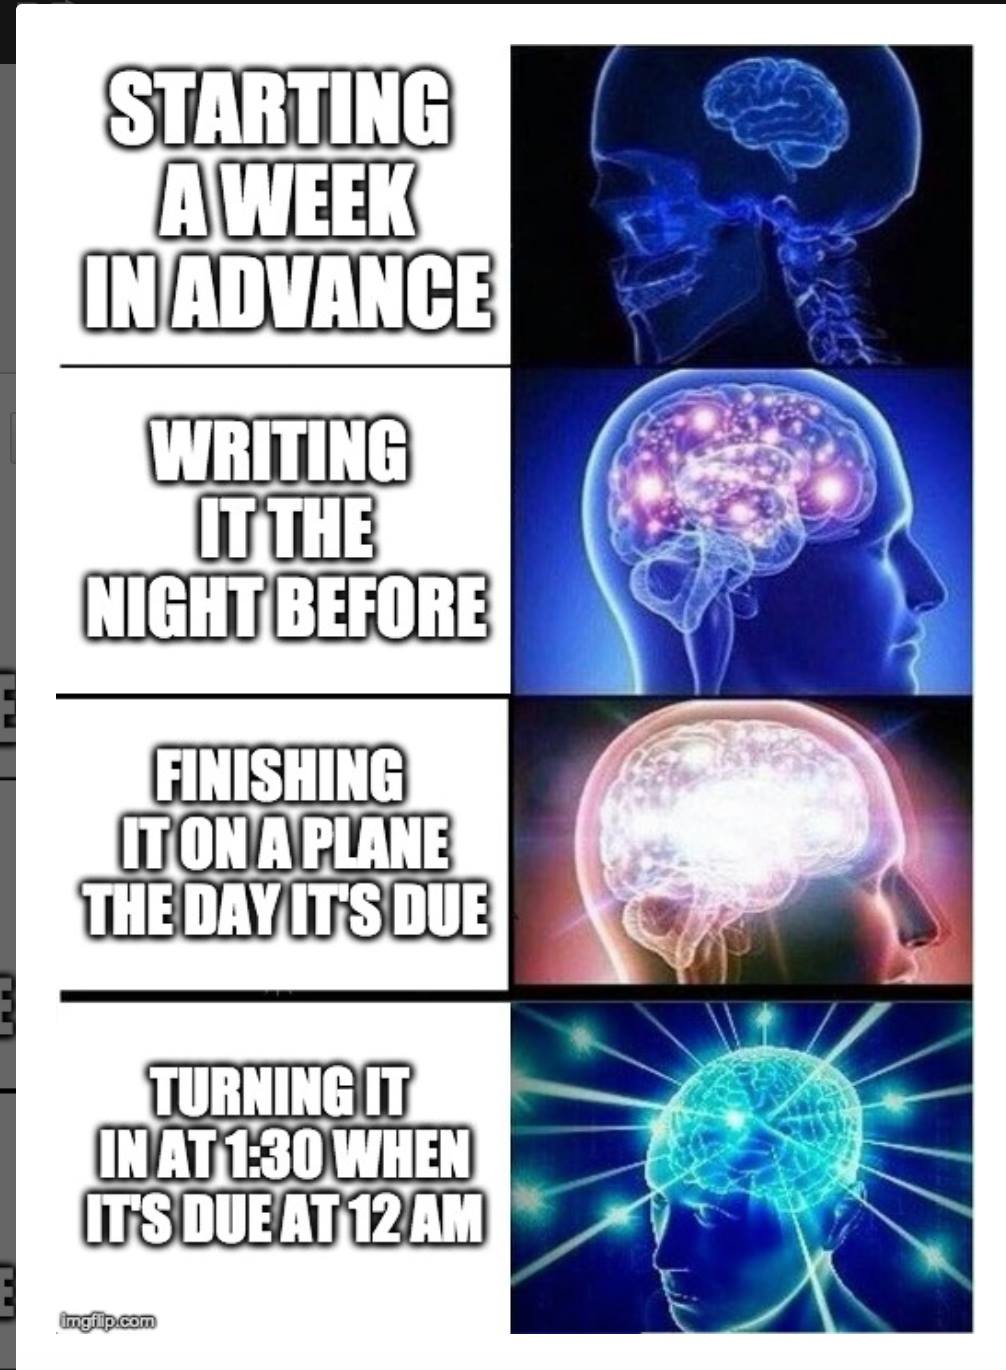 STARTING
A WEEK
IN ADVANCE
WRITING
IT THE
NIGHT BEFORE
FINISHING
IT ON A PLANE
THE DAY IT'S DUE
TURNING IT
IN AT 1:30 WHEN
IT'S DUE AT 12 AM
imgflip.com